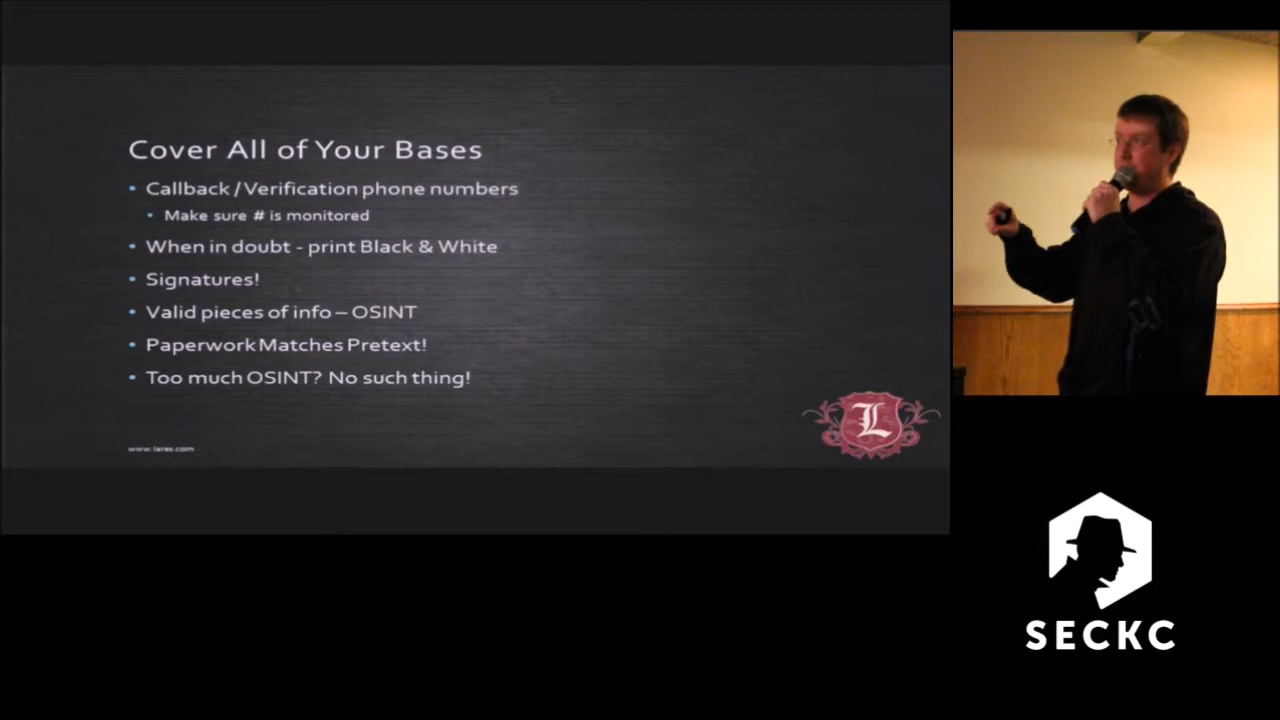 Cover All of Your Bases
• Callback / Verification phone numbers
• Make sure # is monitored
• When in doubt - print Black & White
• Signatures!
• Valid pieces of info – OSINT
• Paperwork Matches Pretext!
• Too much OSINT? No such thing!
www.lares.com
L
SECKC